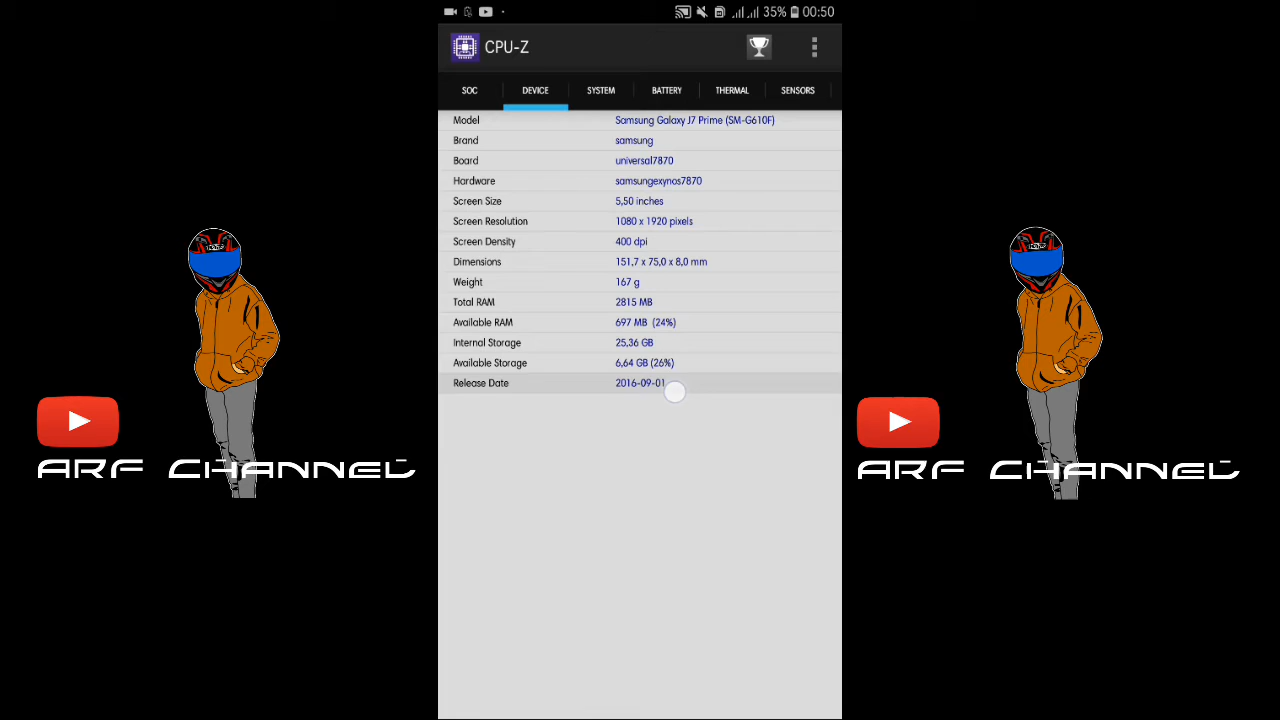 35% 00:50
CPU-Z
SOC DEVICE SYSTEM BATTERY THERMAL SENSORS
Model Samsung Galaxy J7 Prime (SM-G610F)
Brand samsung
Board universal7870
Hardware samsungexynos7870
Screen Size 5,50 inches
Screen Resolution 1080 x 1920 pixels
Screen Density 400 dpi
Dimensions 151,7 x 75,0 x 8,0 mm
Weight 167 g
Total RAM 2815 MB
Available RAM 697 MB (24%)
Internal Storage 25,36 GB
Available Storage 6,64 GB (26%)
Release Date 2016-09-01
ARF CHANNEL
ARF CHANNEL